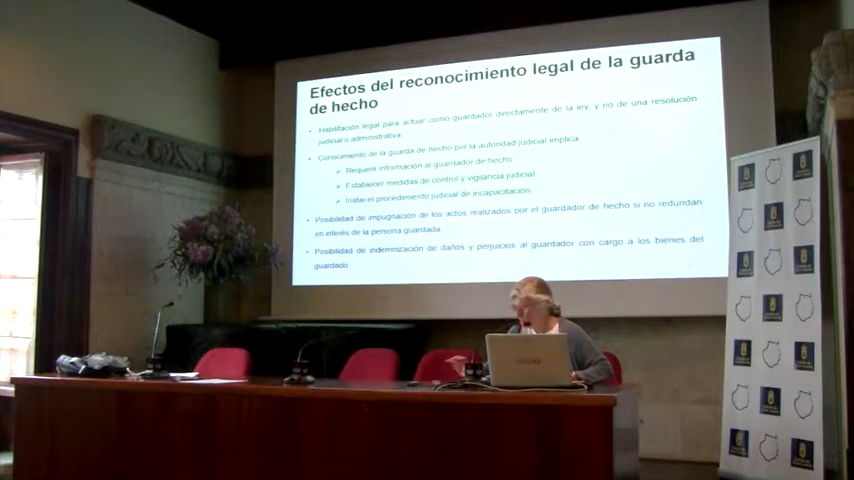 Efectos del reconocimiento legal de la guarda
de hecho
• Habilitación legal para actuar como guardador directamente de la ley, y no de una resolución
judicial o administrativa.
• Conocimiento de la guarda de hecho por la autoridad judicial implica
➢ Requerir información al guardador de hecho.
➢ Establecer medidas de control y vigilancia judicial.
➢ Instar el procedimiento judicial de incapacitación.
• Posibilidad de impugnación de los actos realizados por el guardador de hecho si no redundan
en interés de la persona guardada.
• Posibilidad de indemnización de daños y perjuicios al guardador con cargo a los bienes del
guardado.